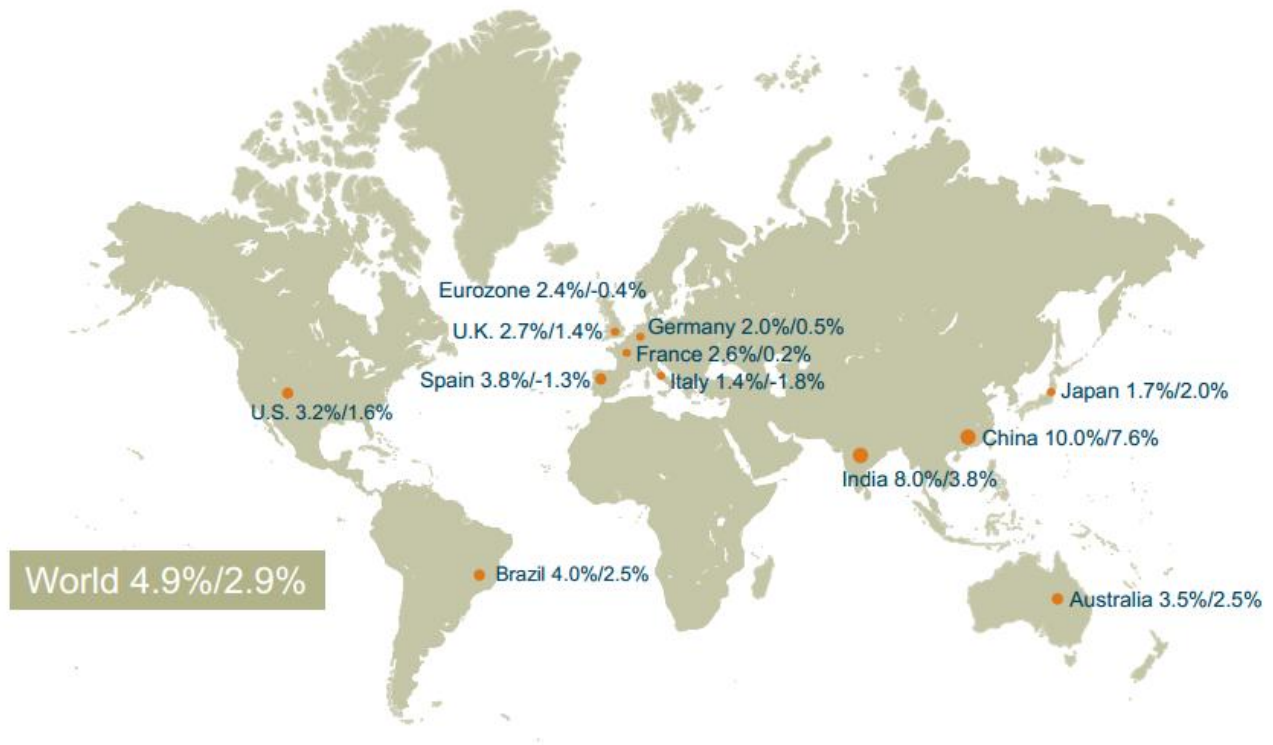 Eurozone 2.4%/-0.4%
U.K. 2.7%/1.4%
Germany 2.0%/0.5%
France 2.6%/0.2%
Spain 3.8%/-1.3%
Italy 1.4%/-1.8%
U.S. 3.2%/1.6%
Japan 1.7%/2.0%
China 10.0%/7.6%
India 8.0%/3.8%
World 4.9%/2.9%
Brazil 4.0%/2.5%
Australia 3.5%/2.5%